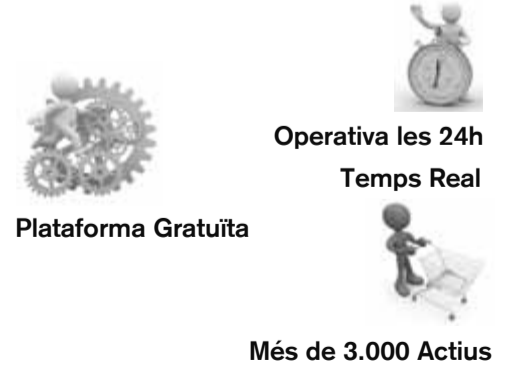 Operativa les 24h
Temps Real
Plataforma Gratuïta
Més de 3.000 Actius